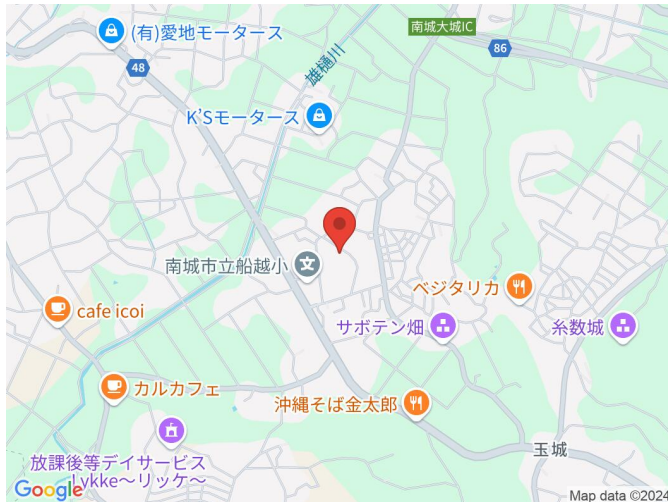 (有)愛地モータース
南城大城IC
86
48
雄樋川
K'Sモータース
南城市立船越小
文
ベジタリカ
cafe icoi
サボテン畑
糸数城
カルカフェ
沖縄そば金太郎
玉城
放課後等デイサービス
Lykke～リッケ～
Google
Map data ©2024